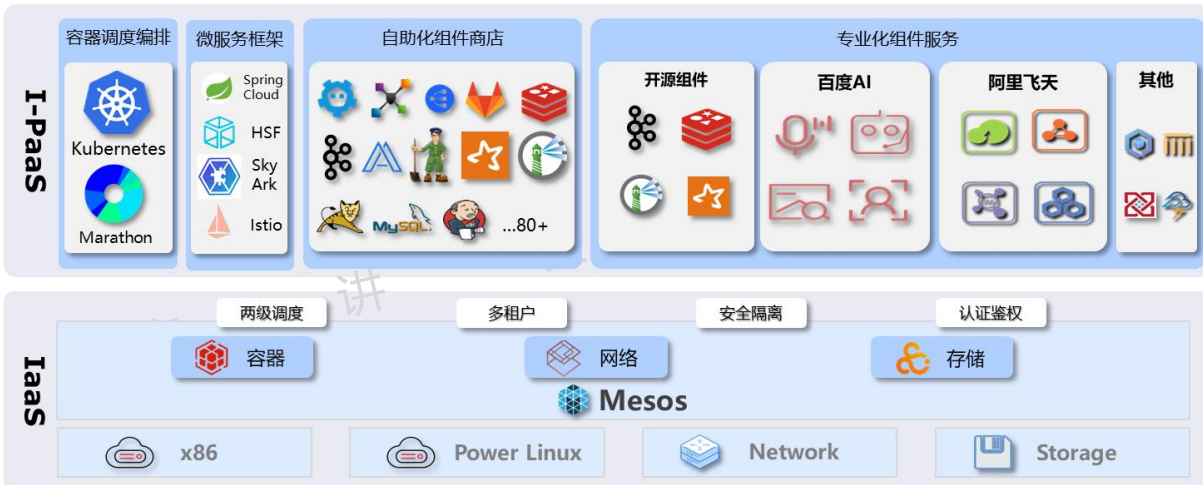 I-PaaS
容器调度编排
Kubernetes
Marathon
微服务框架
Spring
Cloud
HSF
Sky
Ark
Istio
自助化组件商店
MySQL
...80+
专业化组件服务
开源组件
百度AI
阿里飞天
其他
讲
IaaS
两级调度
多租户
安全隔离
认证鉴权
容器
网络
存储
Mesos
x86
Power Linux
Network
Storage